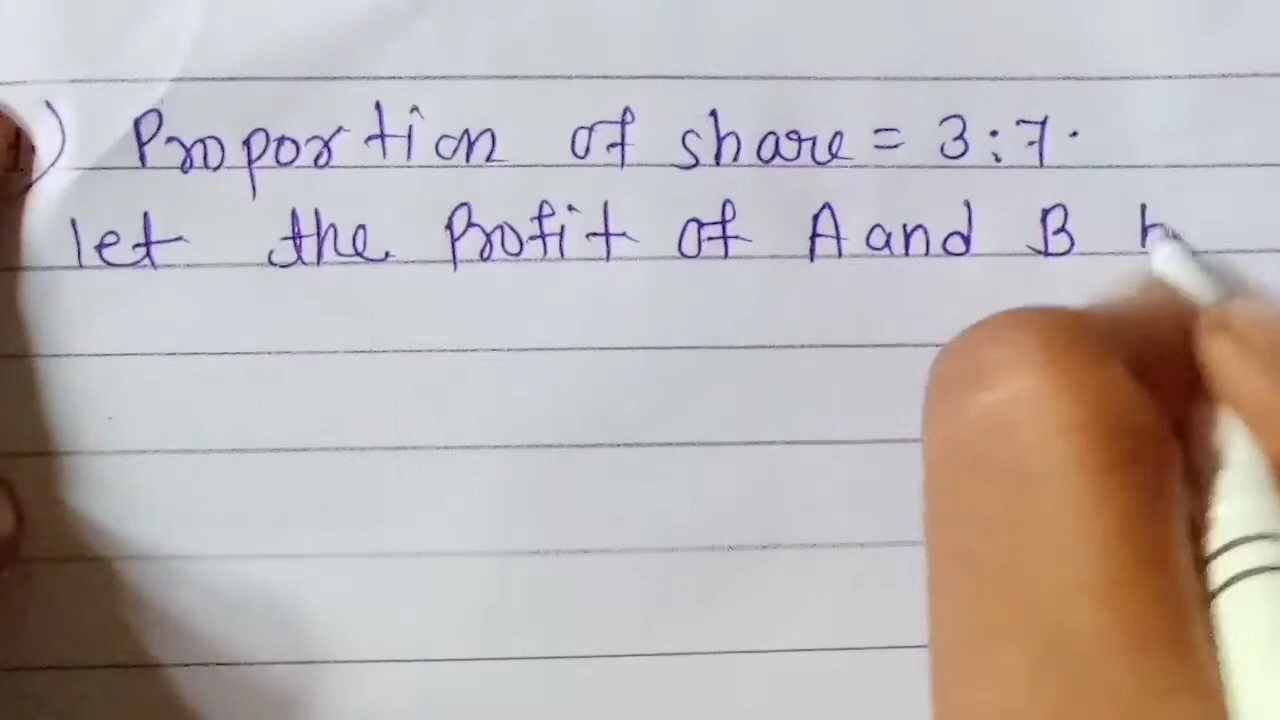 ) Proportion of share = 3:7.
let the Profit of A and B